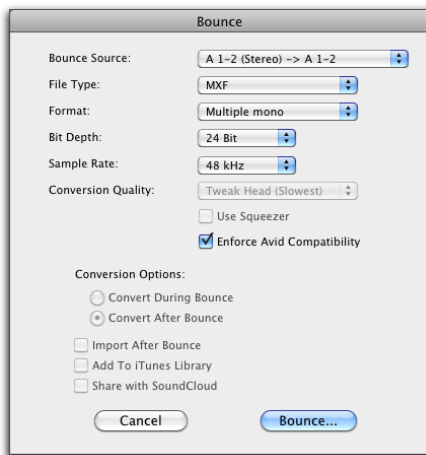 Bounce
Bounce Source: A 1-2 (Stereo) -> A 1-2
File Type: MXF
Format: Multiple mono
Bit Depth: 24 Bit
Sample Rate: 48 kHz
Conversion Quality: Tweak Head (Slowest)
Use Squeezer
Enforce Avid Compatibility
Conversion Options:
Convert During Bounce
Convert After Bounce
Import After Bounce
Add To iTunes Library
Share with SoundCloud
Cancel Bounce...